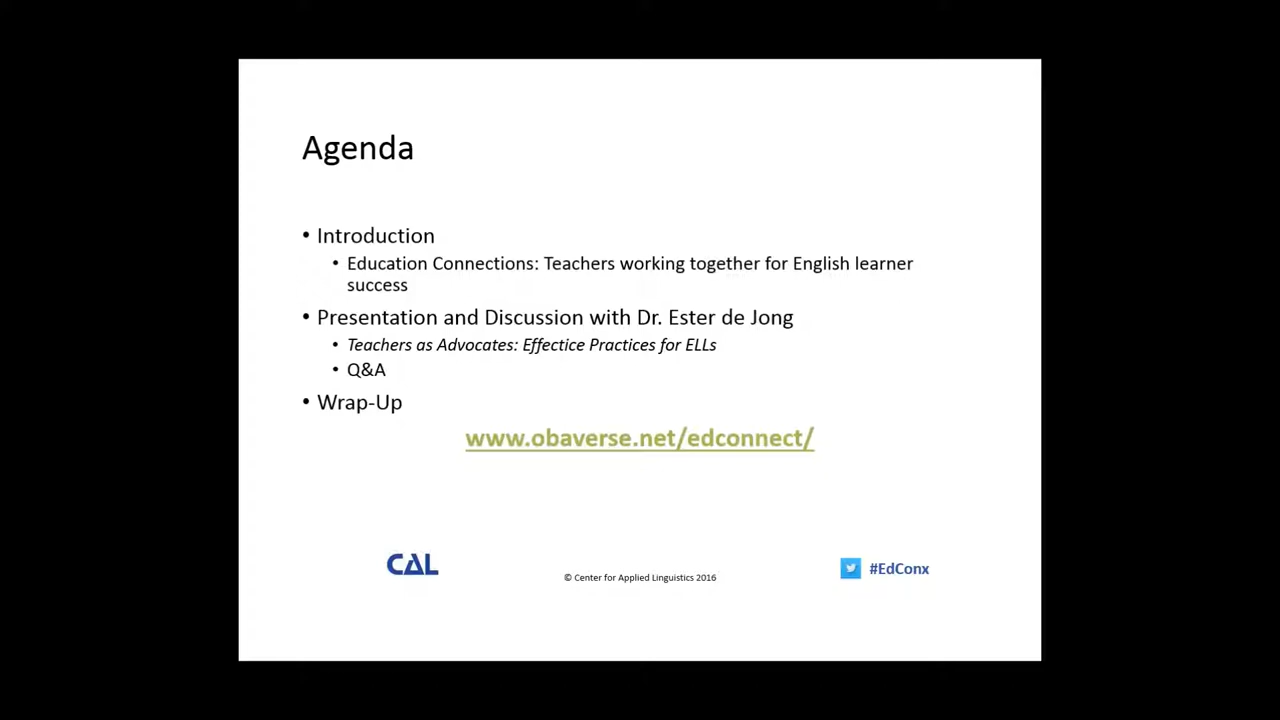 Agenda
• Introduction
• Education Connections: Teachers working together for English learner
success
• Presentation and Discussion with Dr. Ester de Jong
• Teachers as Advocates: Effectice Practices for ELLs
• Q&A
• Wrap-Up
www.obaverse.net/edconnect/
CAL
© Center for Applied Linguistics 2016
#EdConx